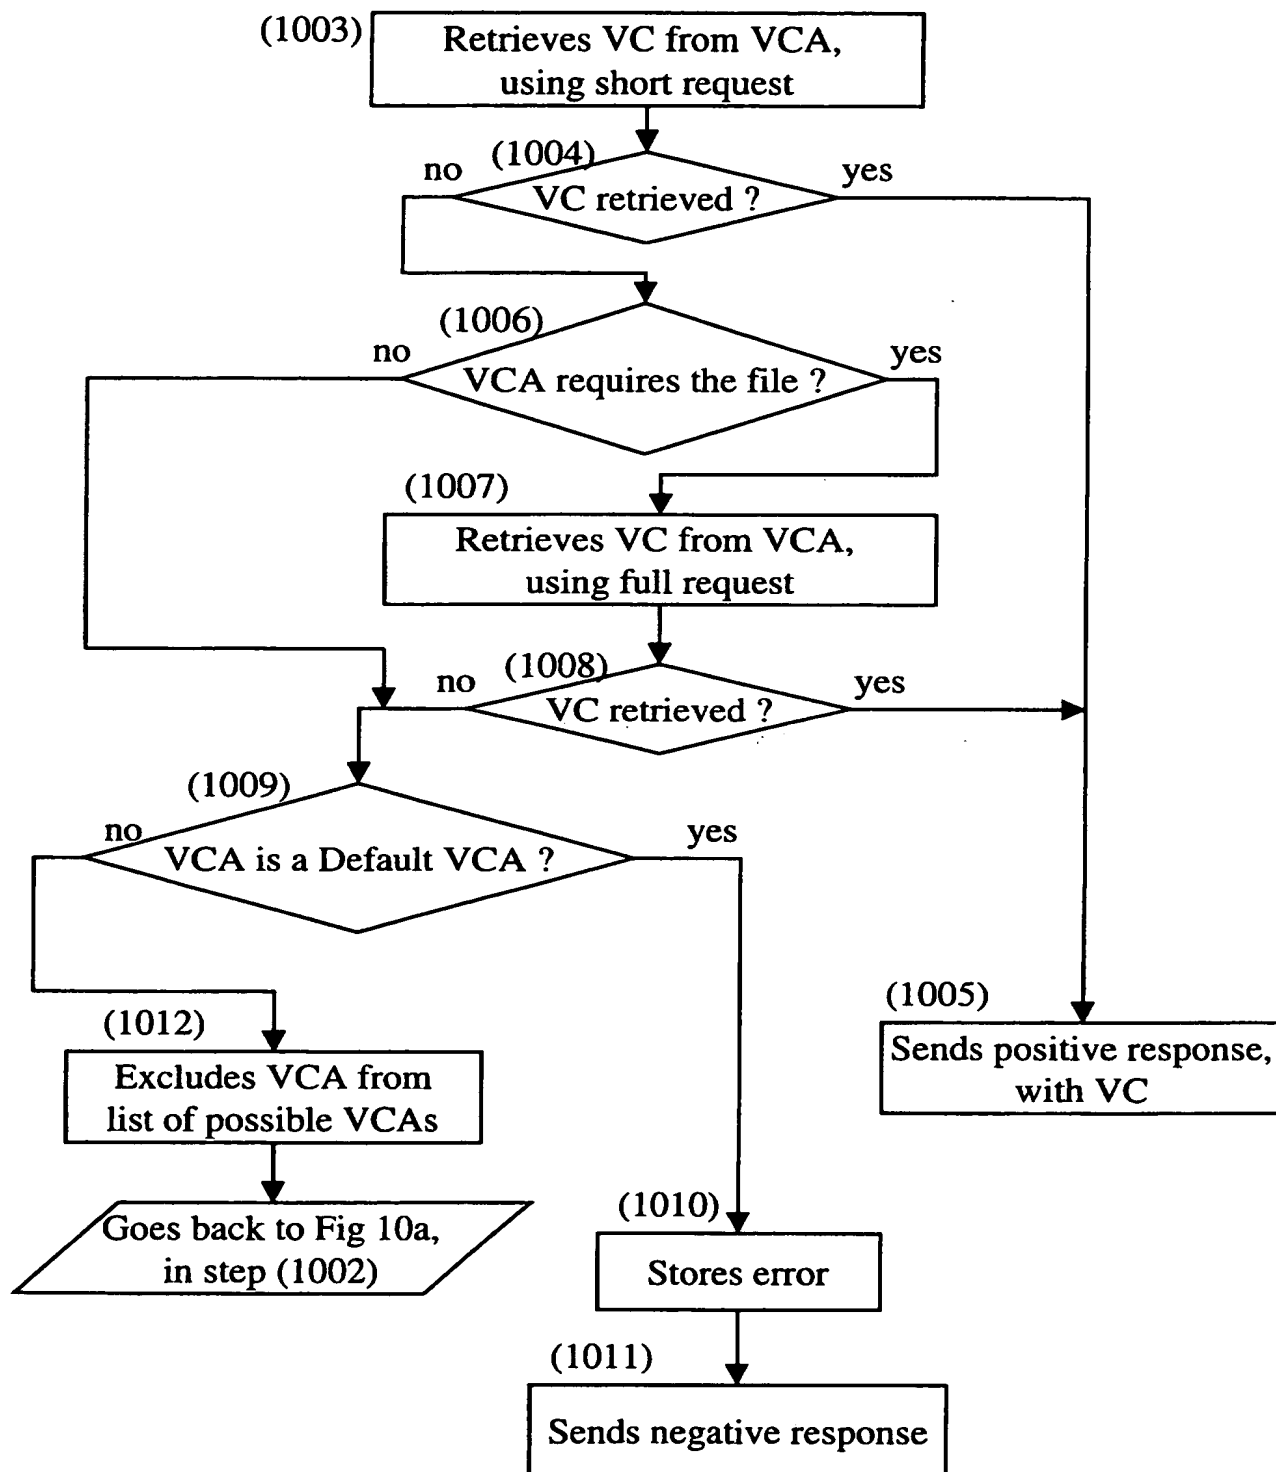 (1003)
Retrieves VC from VCA,
using short request
(1004)
no
yes
VC retrieved ?
(1006)
no
yes
VCA requires the file ?
(1007)
Retrieves VC from VCA,
using full request
(1008)
no
yes
VC retrieved ?
(1009)
no
yes
VCA is a Default VCA ?
(1005)
Sends positive response,
with VC
(1012)
Excludes VCA from
list of possible VCAs
Goes back to Fig 10a,
in step (1002)
(1010)
Stores error
(1011)
Sends negative response